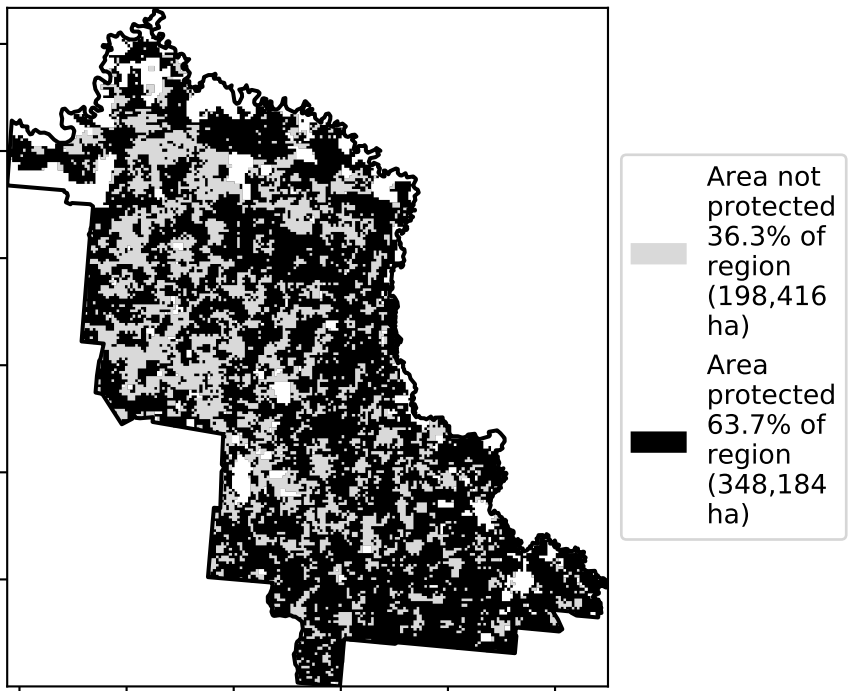 Area not
protected
36.3% of
region
(198,416
ha)
Area
protected
63.7% of
region
(348,184
ha)